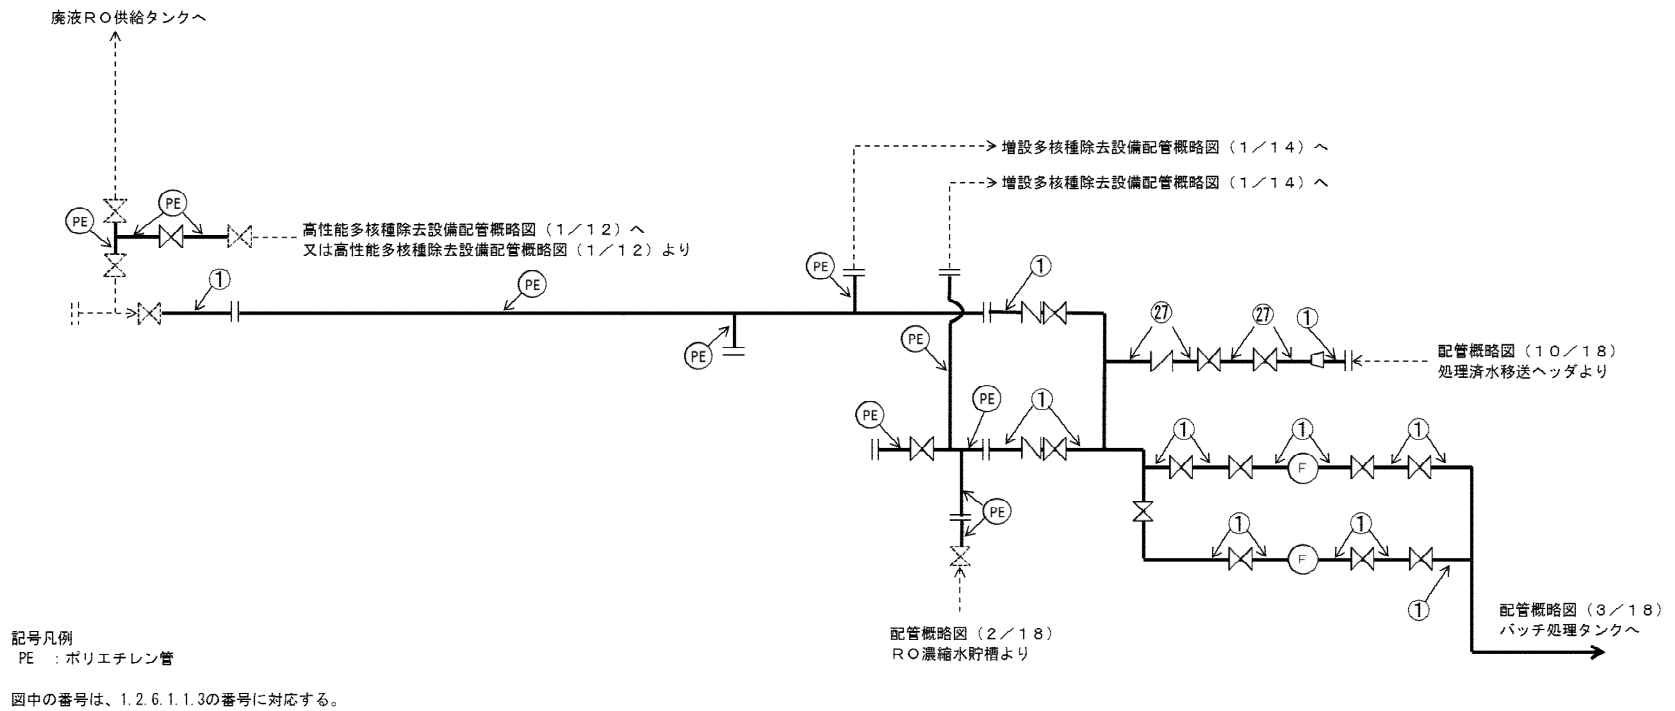 廃液RO供給タンクへ
増設多核種除去設備配管概略図(1/14)へ
増設多核種除去設備配管概略図(1/14)へ
PE
PE
高性能多核種除去設備配管概略図(1/12)へ
又は高性能多核種除去設備配管概略図(1/12)より
①
PE
PE
①
PE
㉗
㉗
①
PE
配管概略図(10/18)
処理済水移送ヘッダより
PE
PE
①
①
①
①
F
PE
①
①
F
①
配管概略図(2/18)
RO濃縮水貯槽より
配管概略図(3/18)
バッチ処理タンクへ
記号凡例
PE :ポリエチレン管
図中の番号は、1.2.6.1.1.3の番号に対応する。